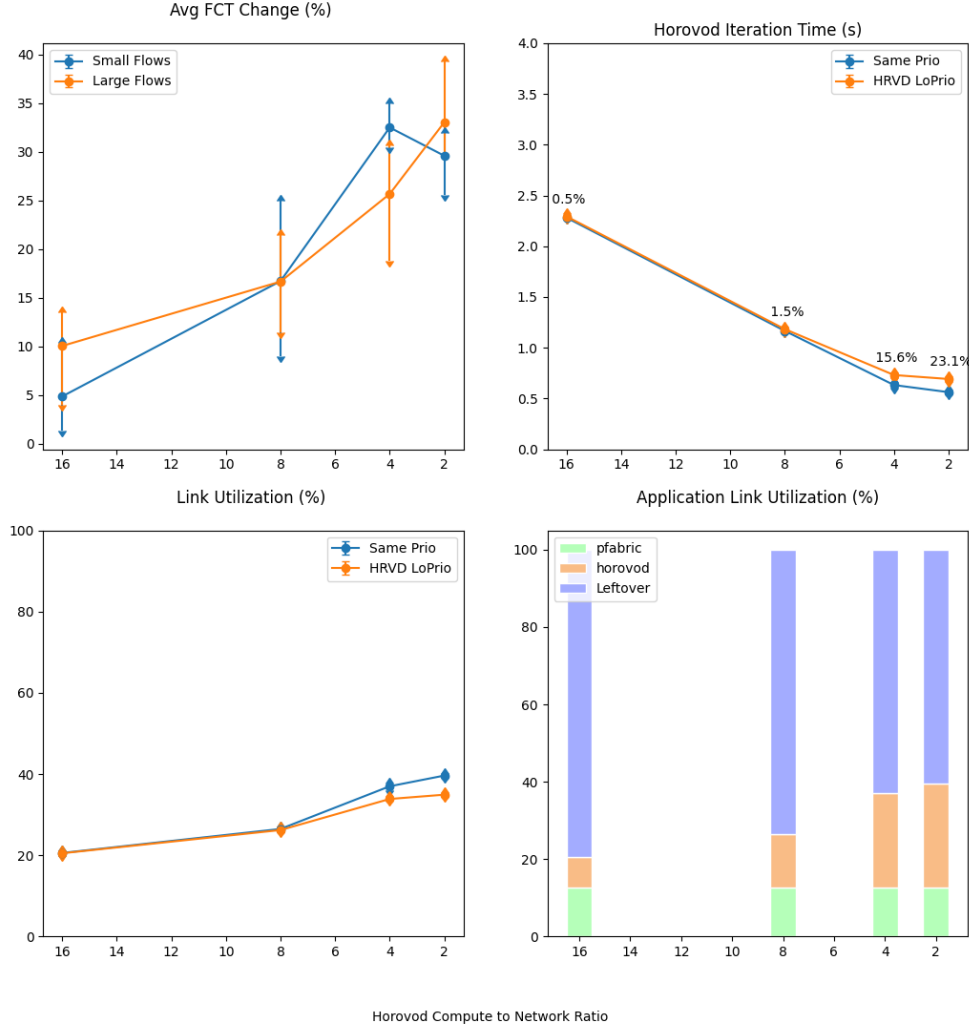 Avg FCT Change (%)
Small Flows
Large Flows
40
35
30
25
20
15
10
5
0
16 14 12 10 8 6 4 2
Horovod Iteration Time (s)
Same Prio
HRVD LoPrio
4.0
3.5
3.0
2.5
2.0
1.5
1.0
0.5
0.0
0.5%
1.5%
15.6%
23.1%
16 14 12 10 8 6 4 2
Link Utilization (%)
Same Prio
HRVD LoPrio
100
80
60
40
20
0
16 14 12 10 8 6 4 2
Application Link Utilization (%)
pfabric
horovod
Leftover
100
80
60
40
20
0
16 14 12 10 8 6 4 2
Horovod Compute to Network Ratio